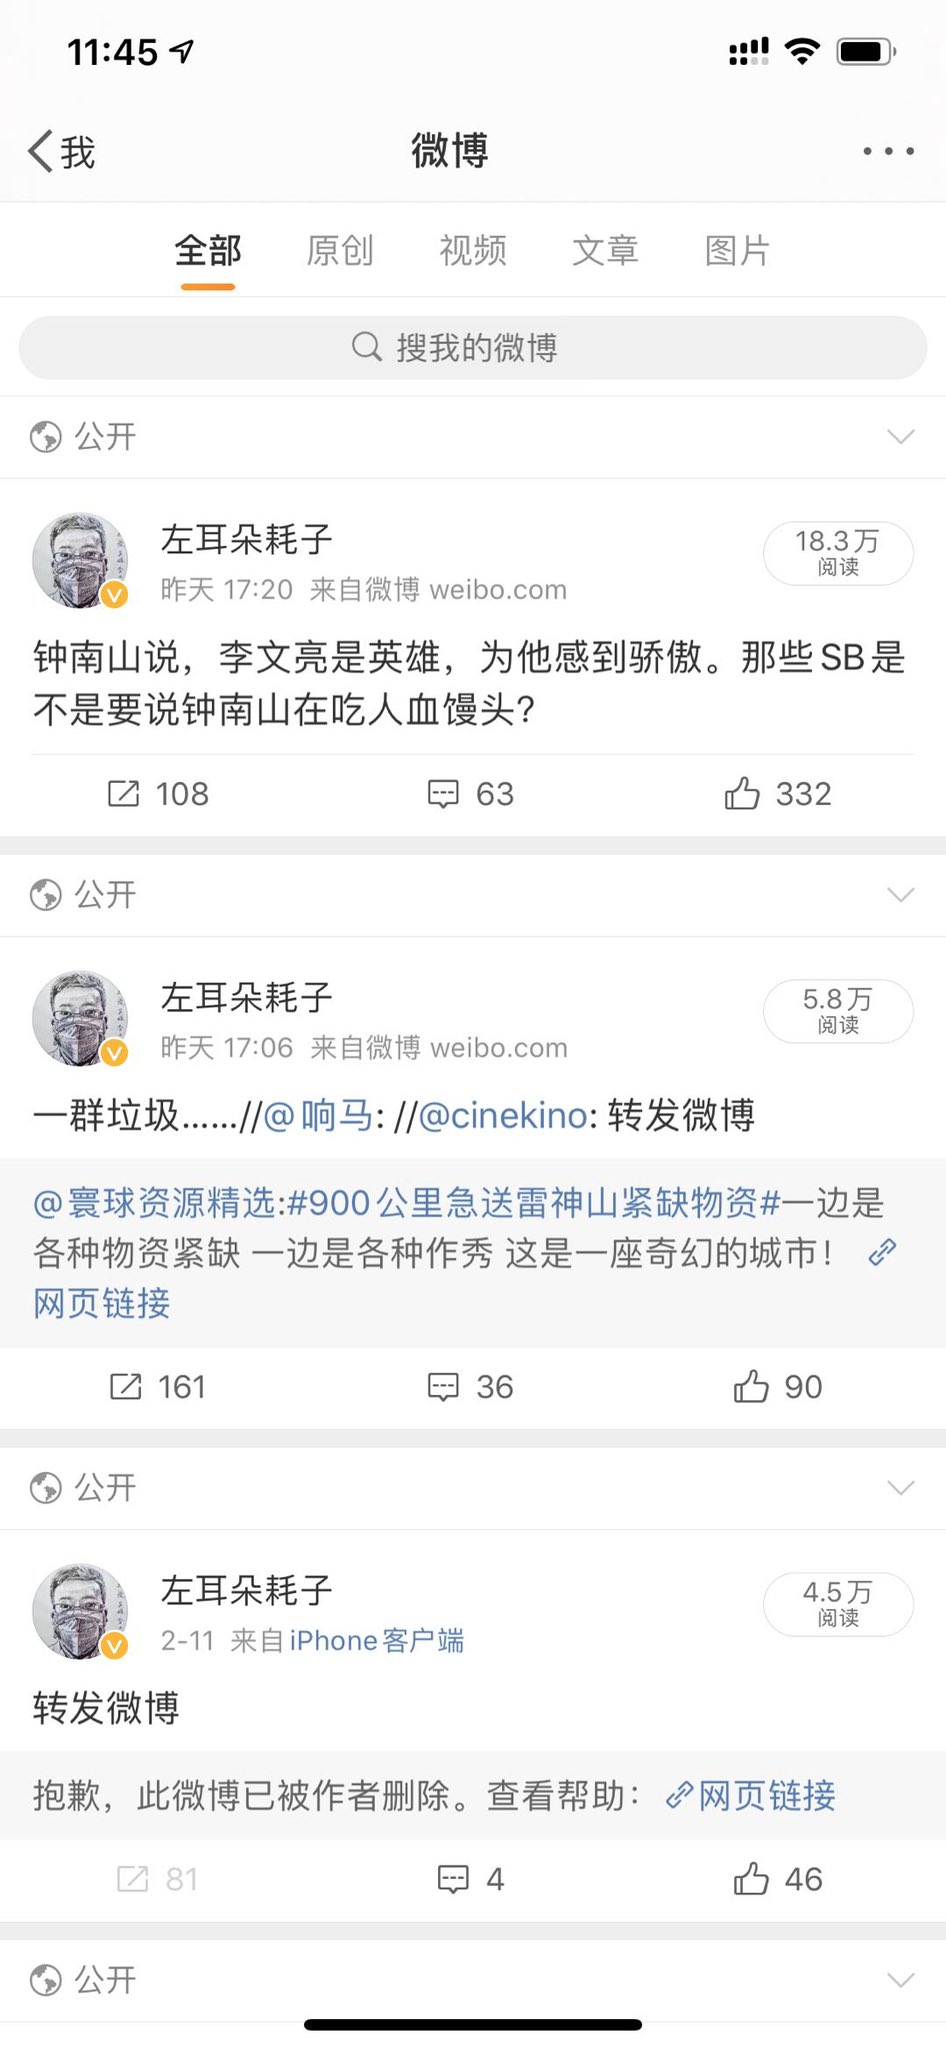 11:45
我
微博
全部 原创 视频 文章 图片
搜我的微博
公开
左耳朵耗子
18.3万
阅读
昨天 17:20 来自微博 weibo.com
钟南山说，李文亮是英雄，为他感到骄傲。那些SB是
不是要说钟南山在吃人血馒头？
108 63 332
公开
左耳朵耗子
5.8万
阅读
昨天 17:06 来自微博 weibo.com
一群垃圾……//@响马: //@cinekino: 转发微博
@寰球资源精选:#900公里急送雷神山紧缺物资#一边是
各种物资紧缺 一边是各种作秀 这是一座奇幻的城市！
网页链接
161 36 90
公开
左耳朵耗子
4.5万
阅读
2-11 来自iPhone客户端
转发微博
抱歉，此微博已被作者删除。查看帮助：网页链接
81 4 46
公开